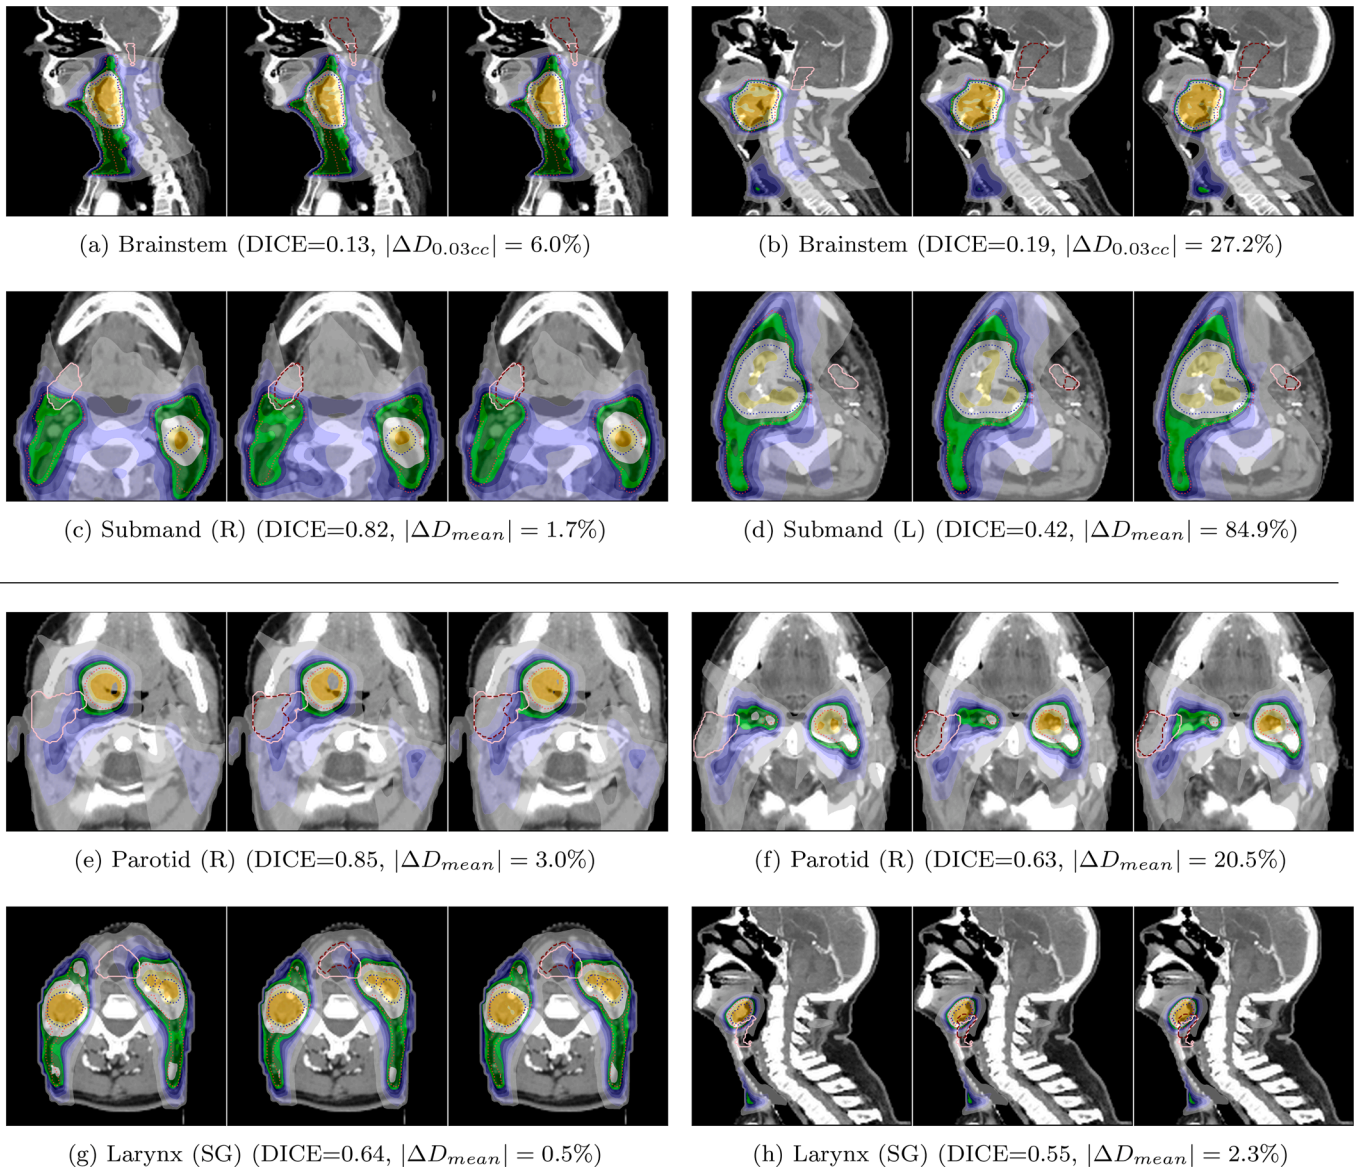 (a) Brainstem (DICE=0.13, |ΔD0.03cc| = 6.0%)
(b) Brainstem (DICE=0.19, |ΔD0.03cc| = 27.2%)
(c) Submand (R) (DICE=0.82, |ΔDmean| = 1.7%)
(d) Submand (L) (DICE=0.42, |ΔDmean| = 84.9%)
(e) Parotid (R) (DICE=0.85, |ΔDmean| = 3.0%)
(f) Parotid (R) (DICE=0.63, |ΔDmean| = 20.5%)
(g) Larynx (SG) (DICE=0.64, |ΔDmean| = 0.5%)
(h) Larynx (SG) (DICE=0.55, |ΔDmean| = 2.3%)